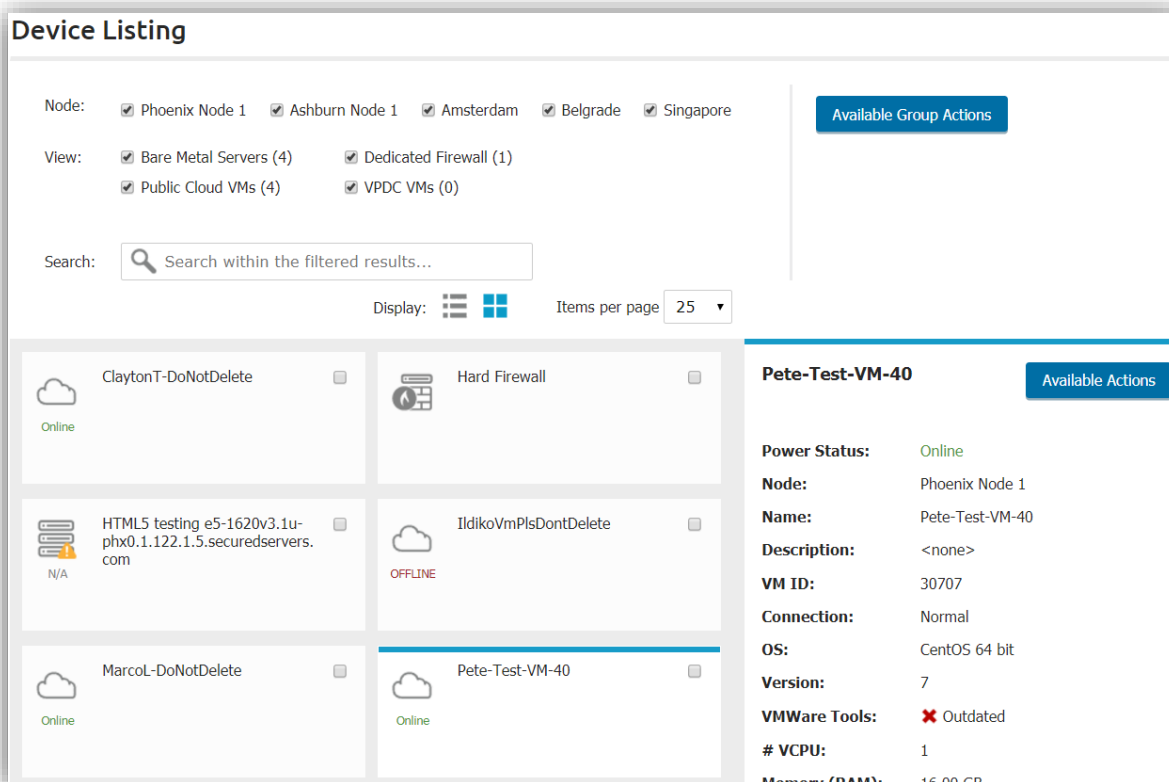 Device Listing
Node: Phoenix Node 1 Ashburn Node 1 Amsterdam Belgrade Singapore
Available Group Actions
View: Bare Metal Servers (4) Dedicated Firewall (1)
Public Cloud VMs (4) VPDC VMs (0)
Search: Search within the filtered results...
Display: Items per page 25
ClaytonT-DoNotDelete
Online
Hard Firewall
HTML5 testing e5-1620v3.1u-
phx0.1.122.1.5.securedservers.
com
N/A
IldikoVmPlsDontDelete
OFFLINE
MarcoL-DoNotDelete
Online
Pete-Test-VM-40
Online
Pete-Test-VM-40
Available Actions
Power Status: Online
Node: Phoenix Node 1
Name: Pete-Test-VM-40
Description: <none>
VM ID: 30707
Connection: Normal
OS: CentOS 64 bit
Version: 7
VMWare Tools: Outdated
# VCPU: 1
Memory (RAM): 16.00 GB